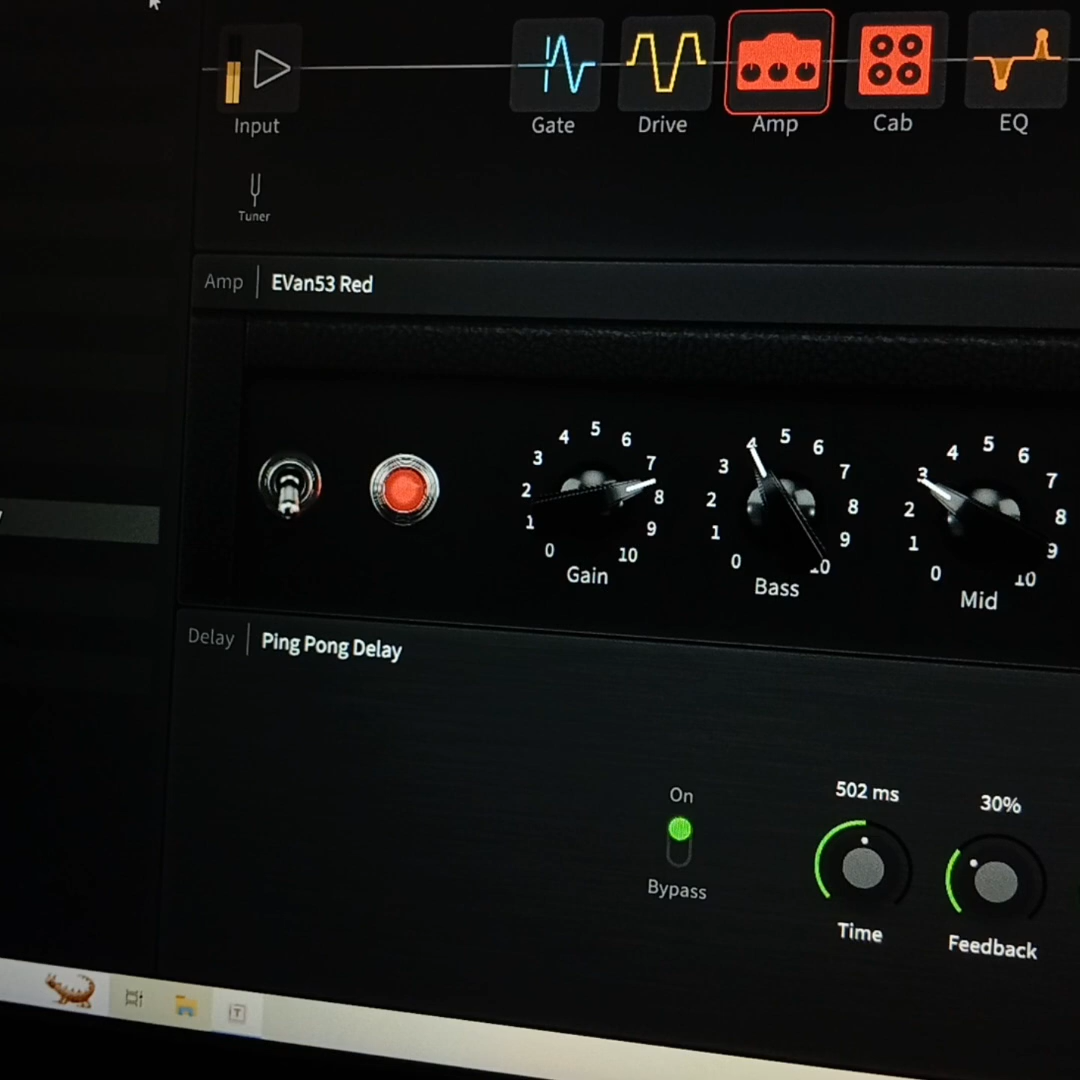 Input
Gate
Drive
Amp
Cab
EQ
Tuner
Amp EVan53 Red
0 1 2 3 4 5 6 7 8 9 10
Gain
0 1 2 3 4 5 6 7 8 9 10
Bass
0 1 2 3 4 5 6 7 8 9 10
Mid
Delay Ping Pong Delay
On
Bypass
502 ms
Time
30%
Feedback
T